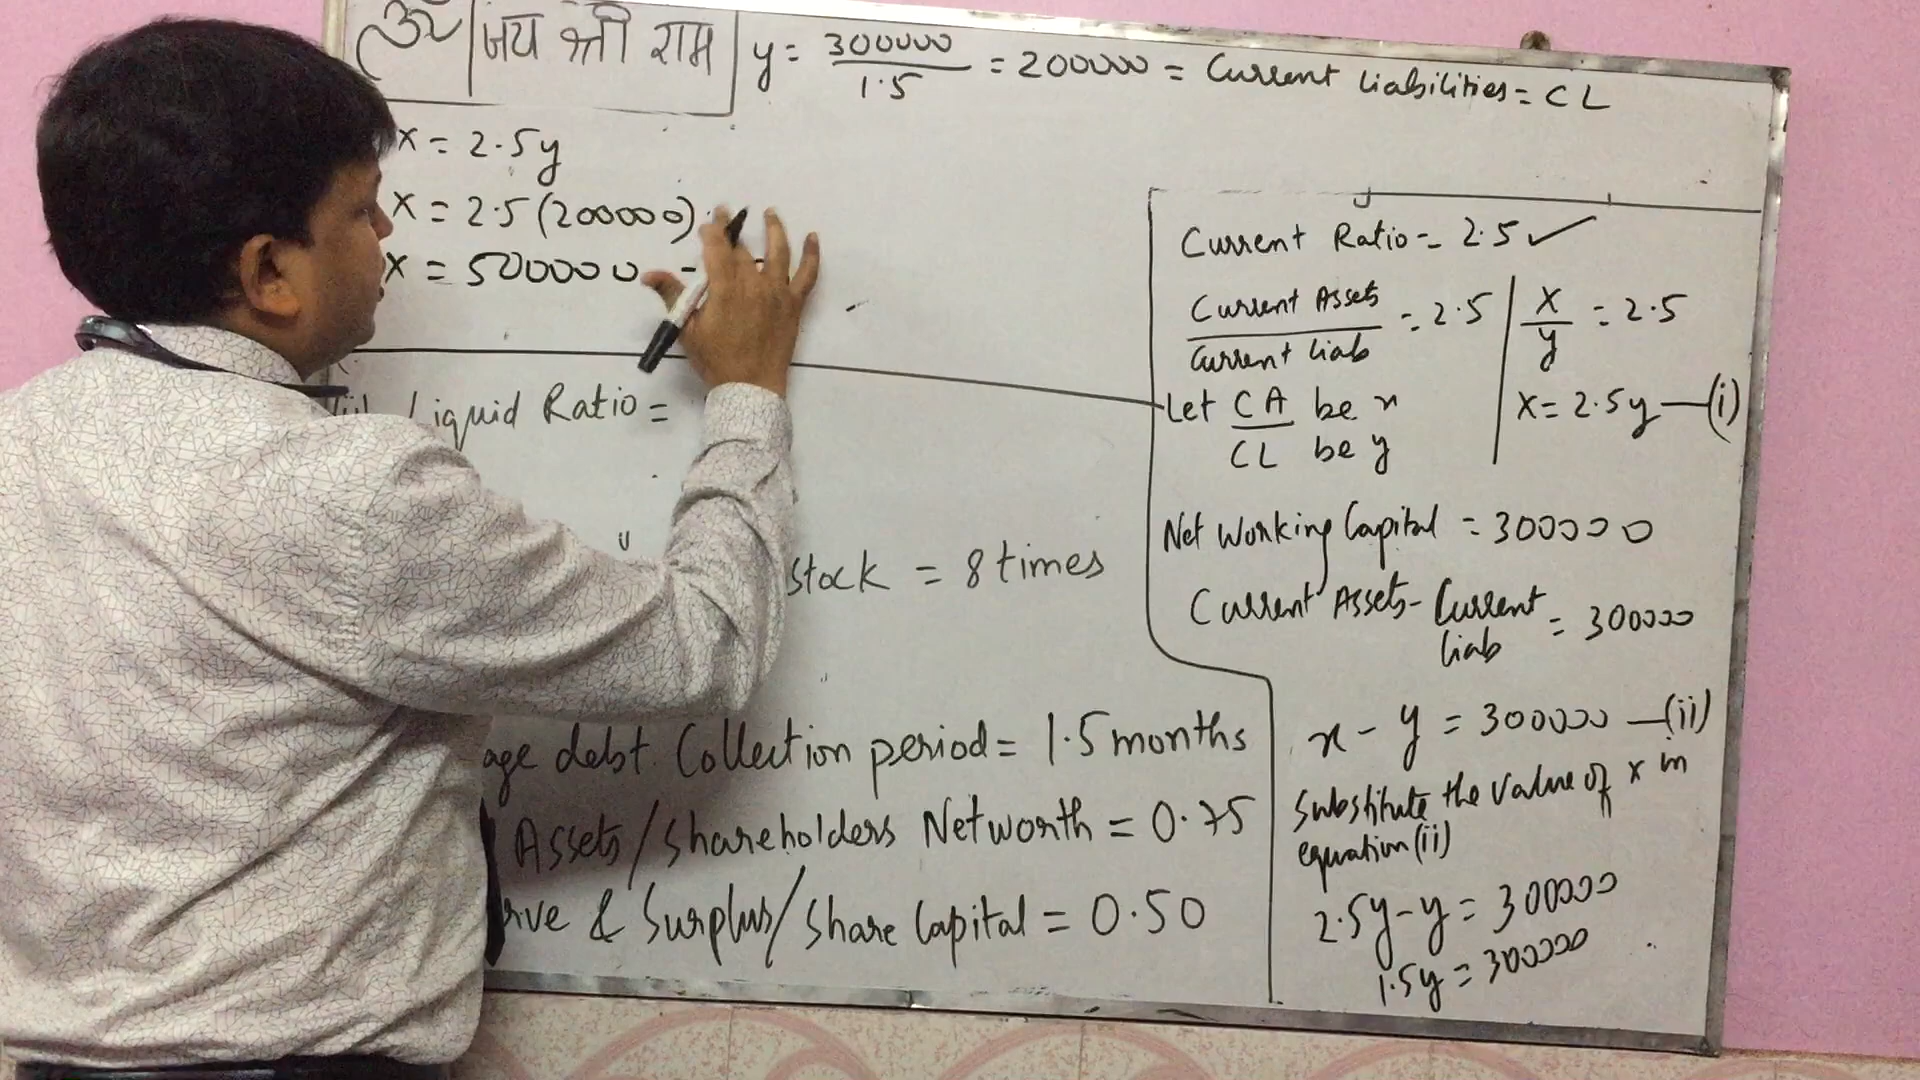 ॐ जय श्री राम
y = 300000 / 1.5 = 200000 = Current Liabilities = CL
x = 2.5y
x = 2.5(200000)
x = 500000 -
Liquid Ratio =
Stock = 8 times
age debt Collection period = 1.5 months
Assets/Shareholders Networth = 0.75
rve & Surplus/Share Capital = 0.50
Current Ratio = 2.5 ✓
Current Assets / Current Liab = 2.5
x / y = 2.5
Let CA be x
CL be y
x = 2.5y —(i)
Net Working Capital = 300000
Current Assets - Current Liab = 300000
x - y = 300000 —(ii)
Substitute the value of x in
equation (ii)
2.5y - y = 300000
1.5y = 300000